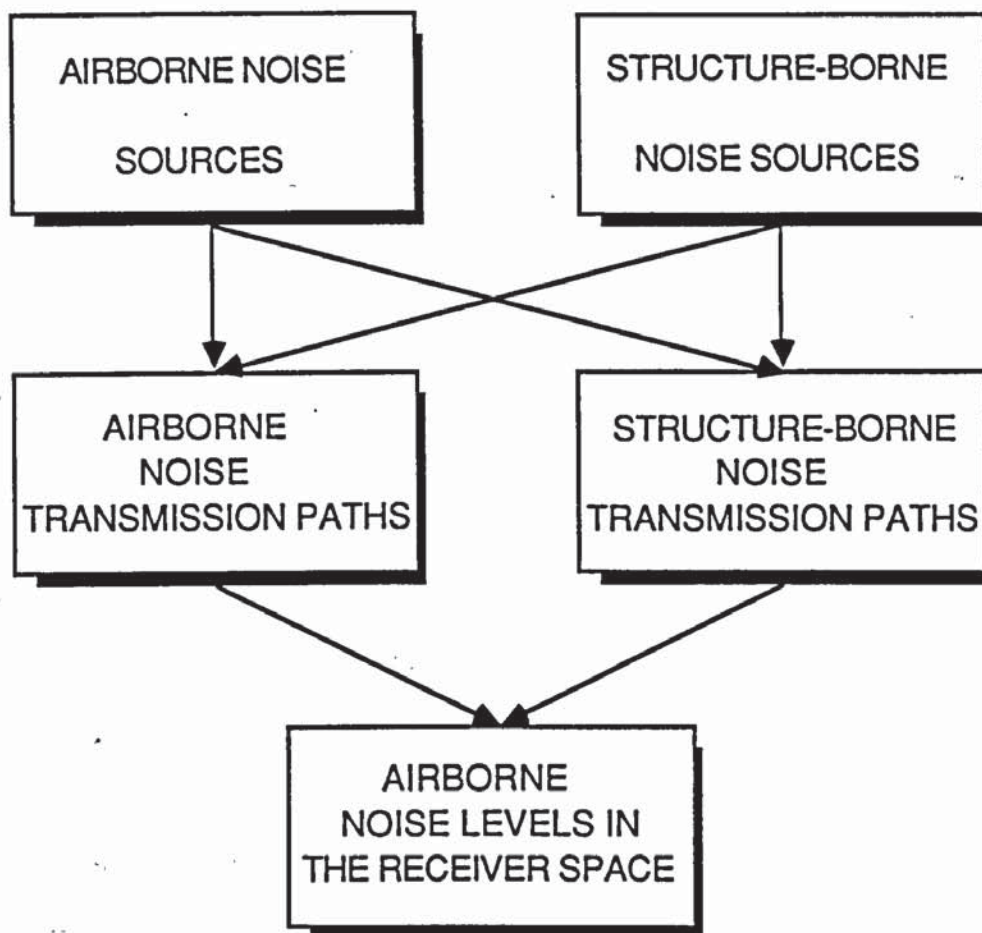 AIRBORNE NOISE
SOURCES
STRUCTURE-BORNE
NOISE SOURCES
AIRBORNE
NOISE
TRANSMISSION PATHS
STRUCTURE-BORNE
NOISE
TRANSMISSION PATHS
AIRBORNE
NOISE LEVELS IN
THE RECEIVER SPACE